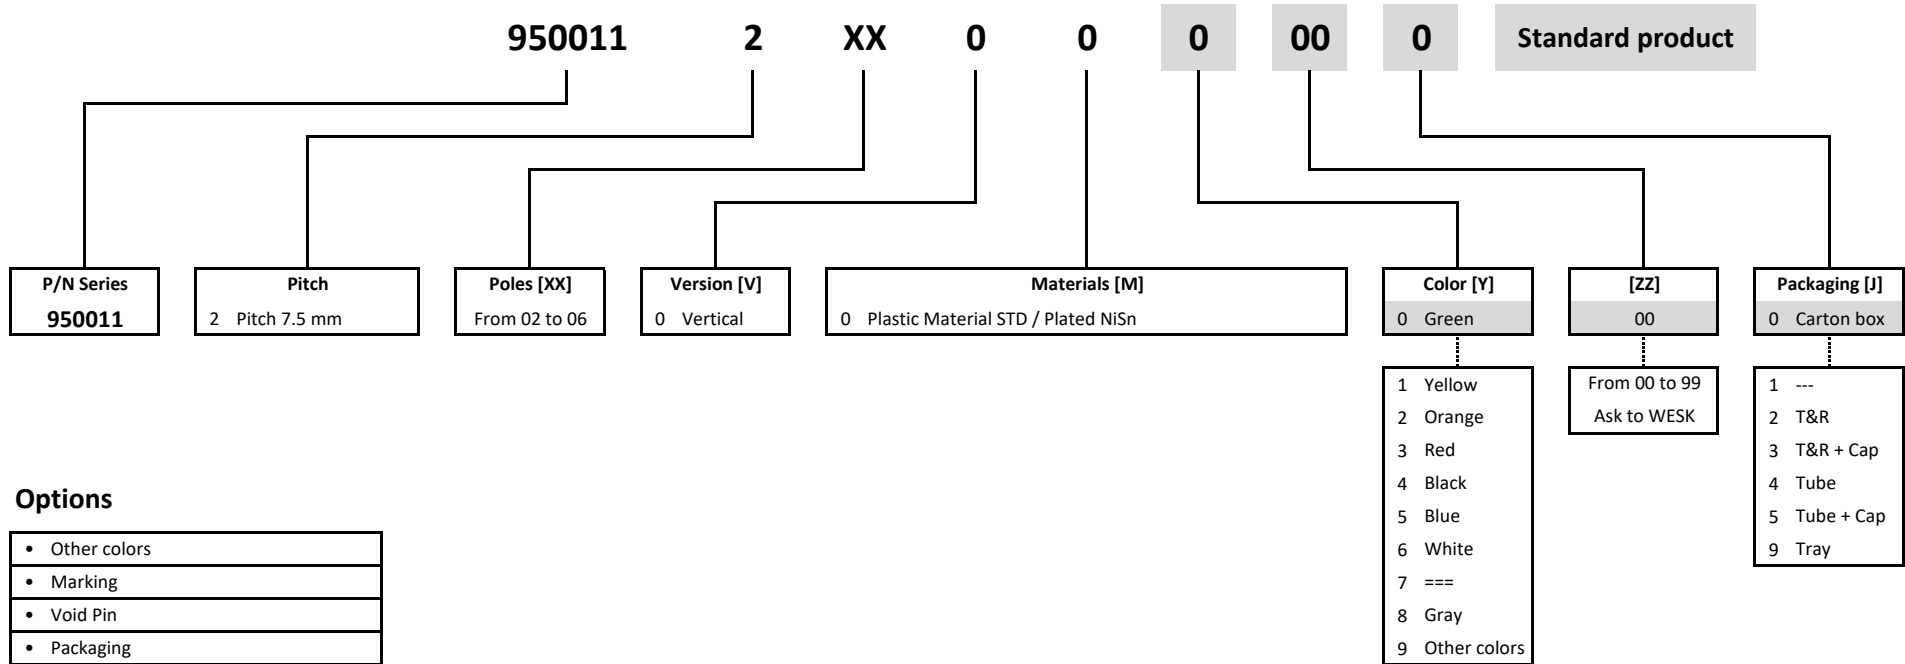 950011 2 XX 0 0 0 00 0 Standard product
P/N Series
950011
Pitch
2 Pitch 7.5 mm
Poles [XX]
From 02 to 06
Version [V]
0 Vertical
Materials [M]
0 Plastic Material STD / Plated NiSn
Color [Y]
0 Green
1 Yellow
2 Orange
3 Red
4 Black
5 Blue
6 White
7 ===
8 Gray
9 Other colors
[ZZ]
00
From 00 to 99
Ask to WESK
Packaging [J]
0 Carton box
1 ---
2 T&R
3 T&R + Cap
4 Tube
5 Tube + Cap
9 Tray
Options
• Other colors
• Marking
• Void Pin
• Packaging